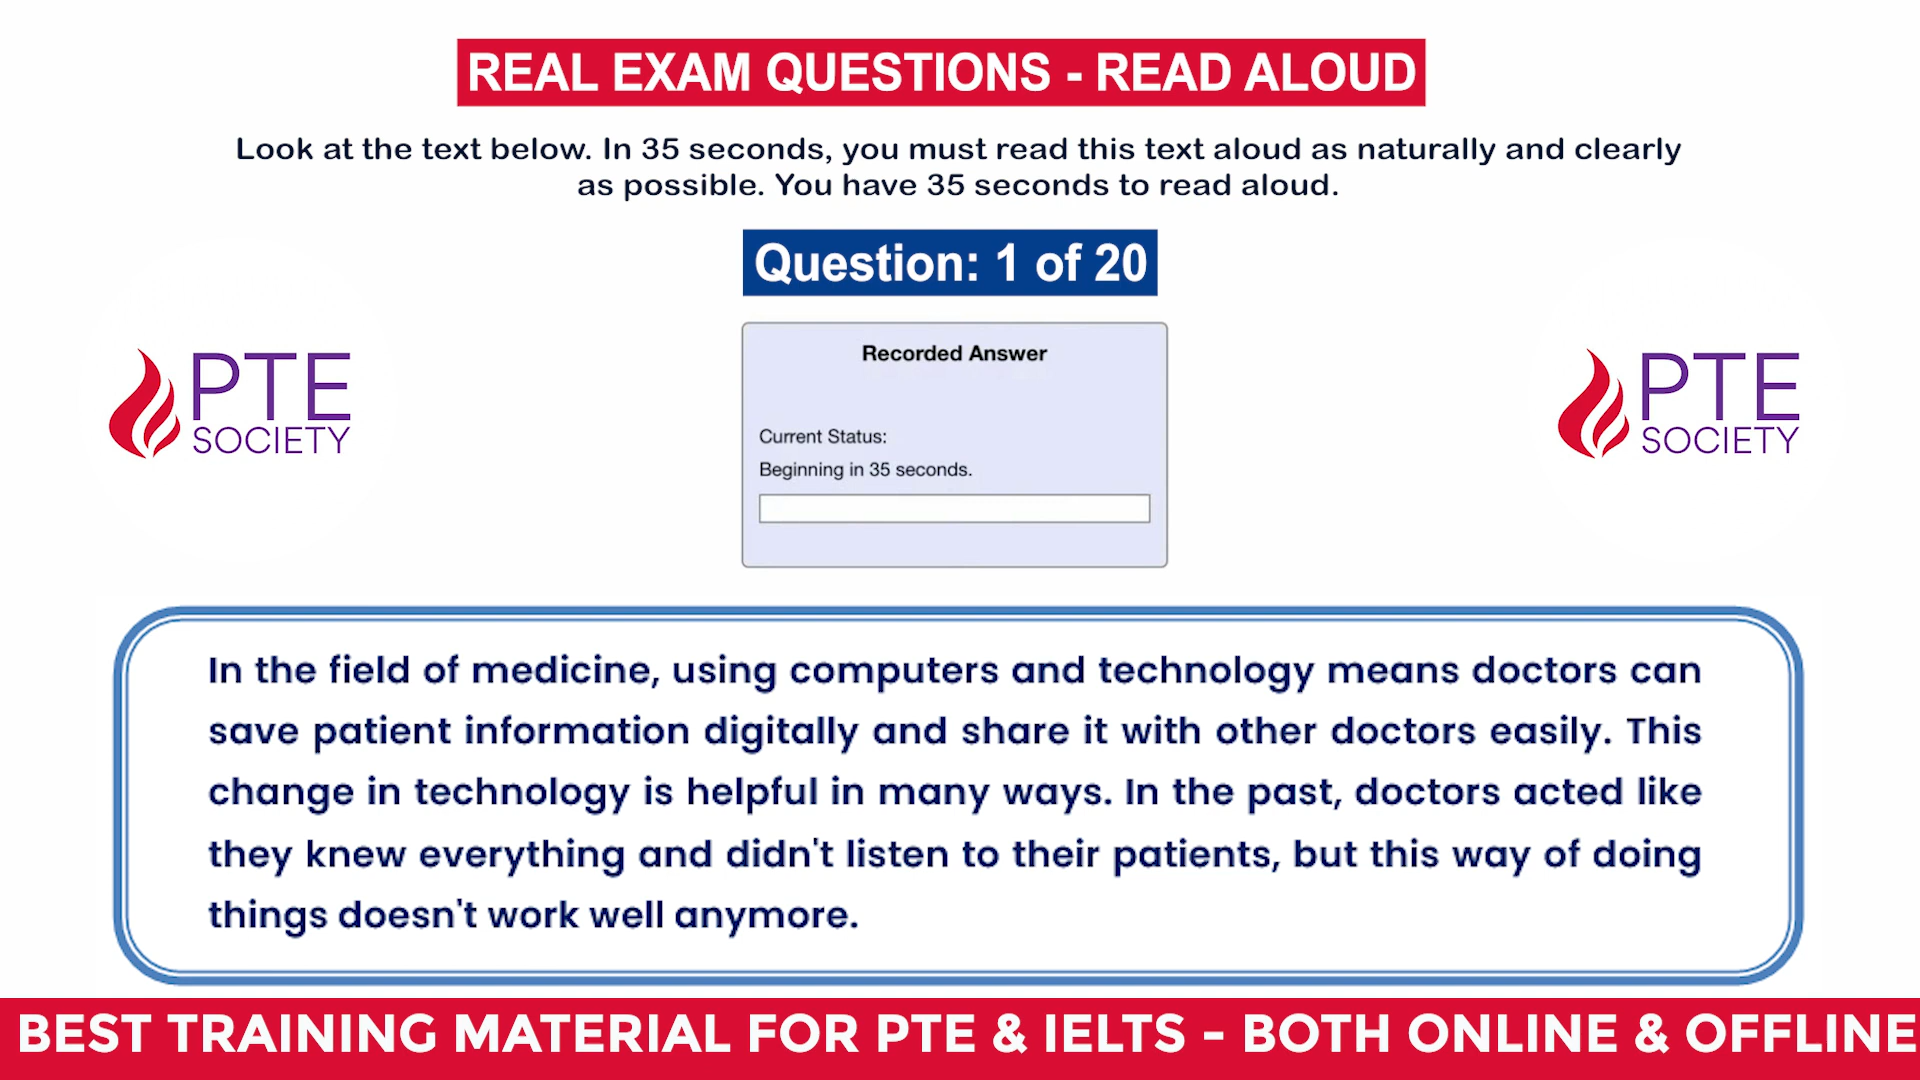 REAL EXAM QUESTIONS - READ ALOUD
Look at the text below. In 35 seconds, you must read this text aloud as naturally and clearly
as possible. You have 35 seconds to read aloud.
Question: 1 of 20
Recorded Answer
Current Status:
Beginning in 35 seconds.
PTE
SOCIETY
PTE
SOCIETY
In the field of medicine, using computers and technology means doctors can
save patient information digitally and share it with other doctors easily. This
change in technology is helpful in many ways. In the past, doctors acted like
they knew everything and didn't listen to their patients, but this way of doing
things doesn't work well anymore.
BEST TRAINING MATERIAL FOR PTE & IELTS - BOTH ONLINE & OFFLINE